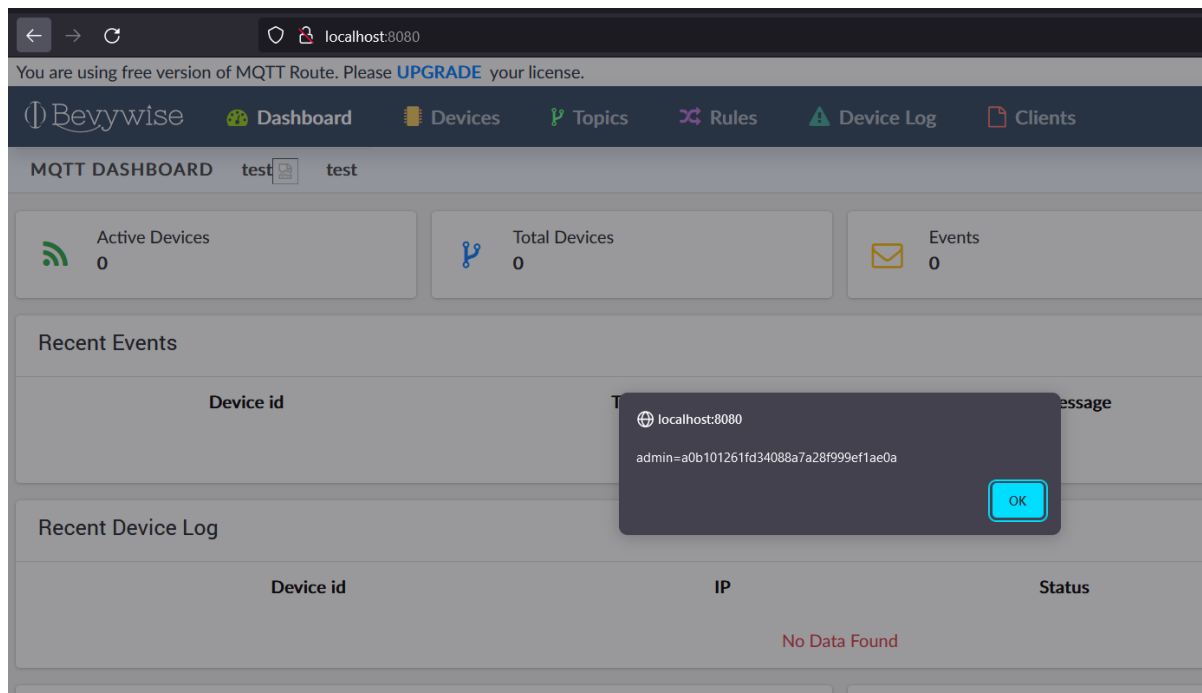 localhost:8080
You are using free version of MQTT Route. Please UPGRADE your license.
Bevywise Dashboard Devices Topics Rules Device Log Clients
MQTT DASHBOARD test test
Active Devices Total Devices Events
0 0 0
Recent Events
Device id T essage
localhost:8080
admin=a0b101261fd34088a7a28f999ef1ae0a
OK
Recent Device Log
Device id IP Status
No Data Found